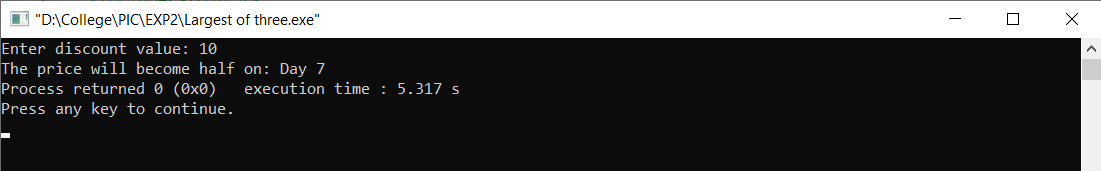 "D:\College\PIC\EXP2\Largest of three.exe"
Enter discount value: 10
The price will become half on: Day 7
Process returned 0 (0x0)   execution time : 5.317 s
Press any key to continue.